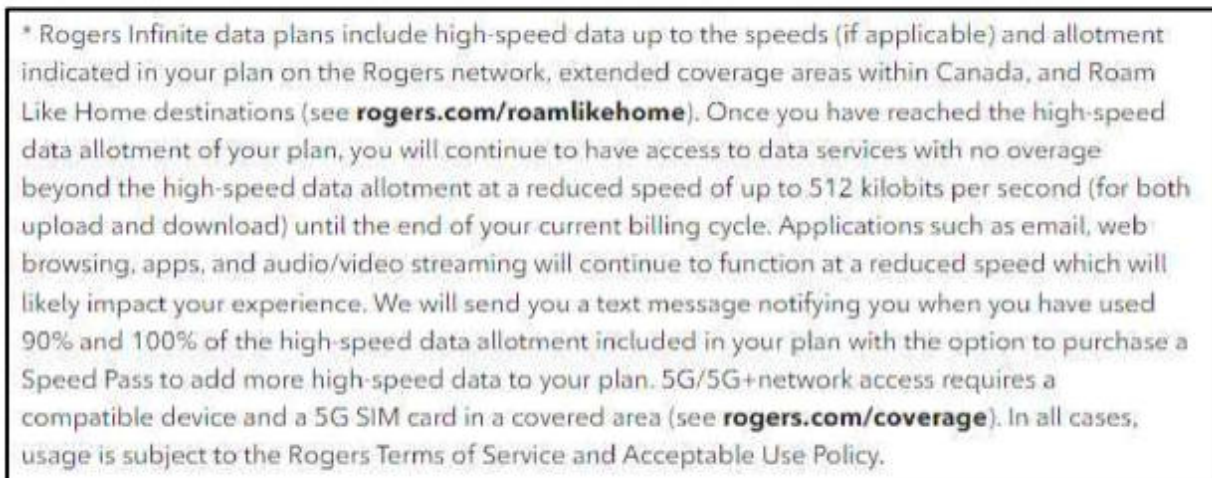 * Rogers Infinite data plans include high-speed data up to the speeds (if applicable) and allotment
indicated in your plan on the Rogers network, extended coverage areas within Canada, and Roam
Like Home destinations (see rogers.com/roamlikehome). Once you have reached the high-speed
data allotment of your plan, you will continue to have access to data services with no overage
beyond the high-speed data allotment at a reduced speed of up to 512 kilobits per second (for both
upload and download) until the end of your current billing cycle. Applications such as email, web
browsing, apps, and audio/video streaming will continue to function at a reduced speed which will
likely impact your experience. We will send you a text message notifying you when you have used
90% and 100% of the high-speed data allotment included in your plan with the option to purchase a
Speed Pass to add more high-speed data to your plan. 5G/5G+network access requires a
compatible device and a 5G SIM card in a covered area (see rogers.com/coverage). In all cases,
usage is subject to the Rogers Terms of Service and Acceptable Use Policy.